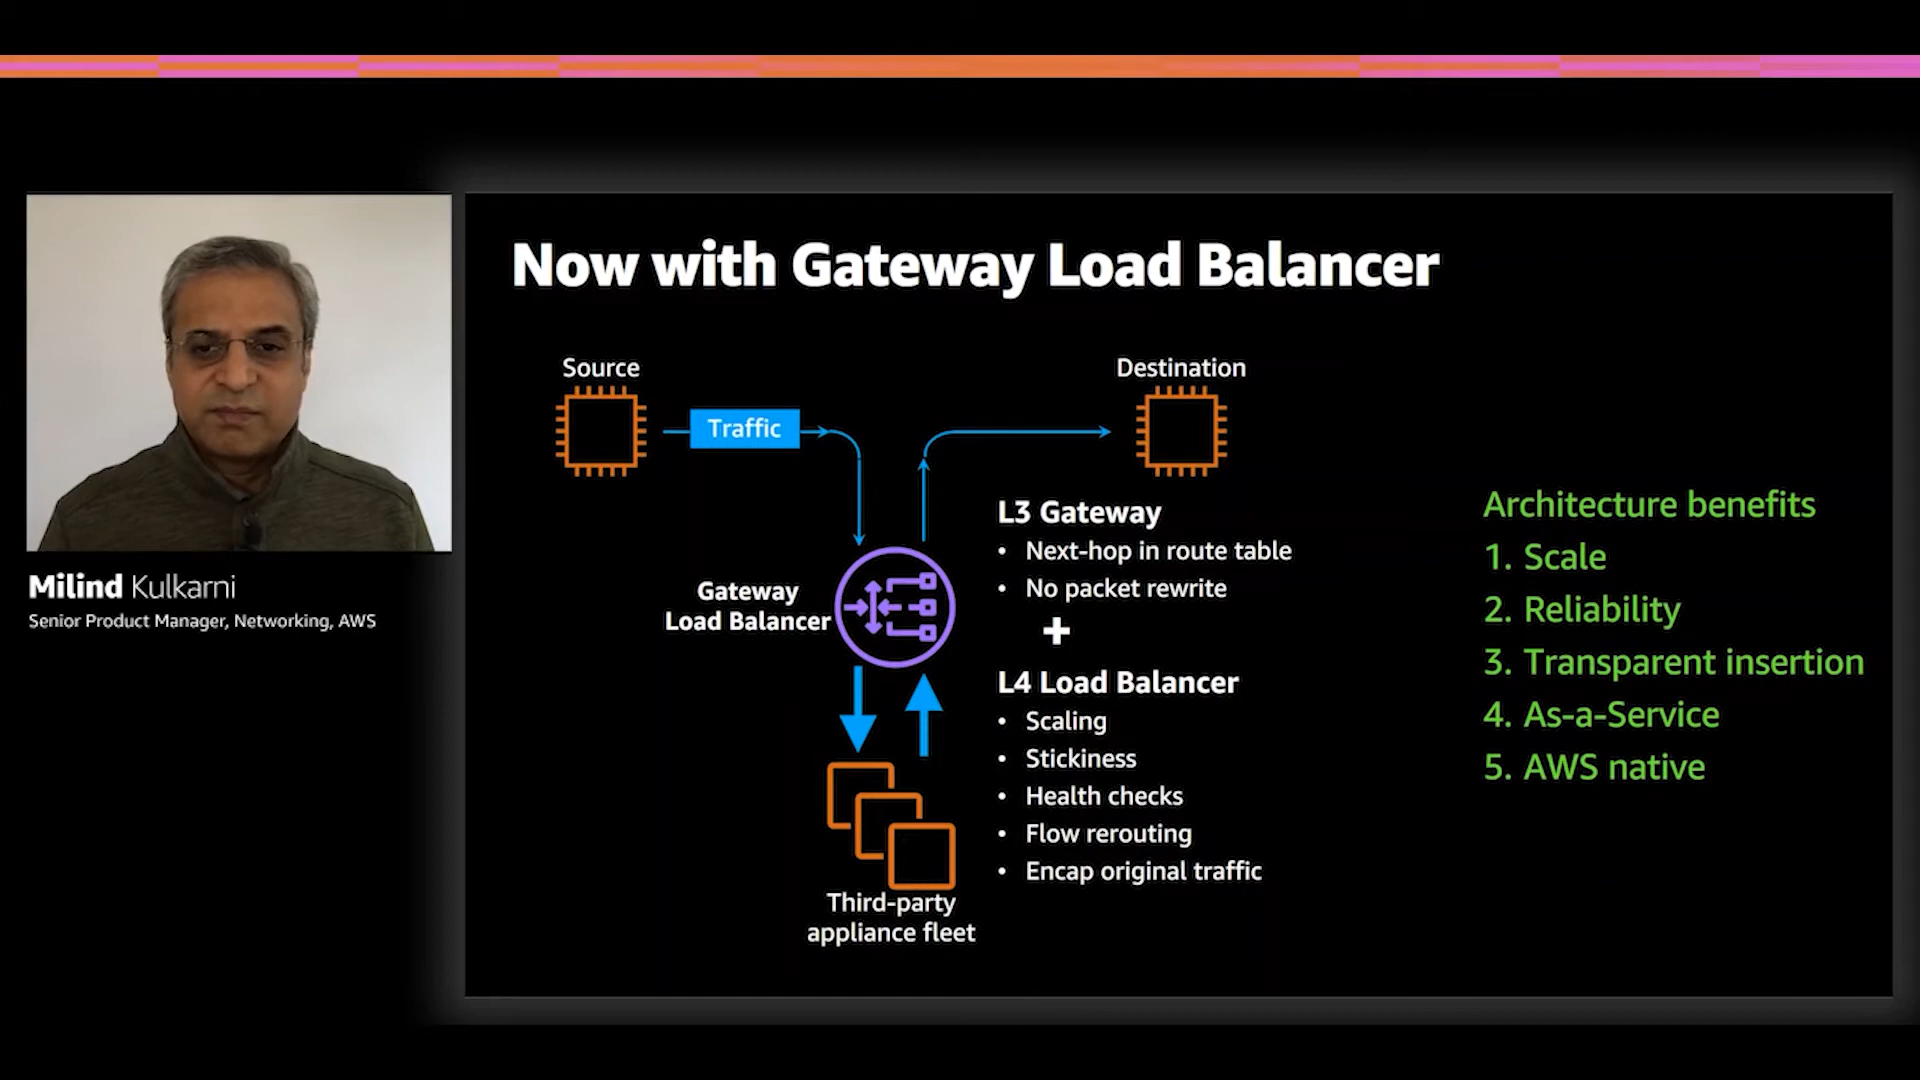 Now with Gateway Load Balancer
Source
Destination
Traffic
L3 Gateway
• Next-hop in route table
• No packet rewrite
+
Gateway
Load Balancer
L4 Load Balancer
• Scaling
• Stickiness
• Health checks
• Flow rerouting
• Encap original traffic
Third-party
appliance fleet
Architecture benefits
1. Scale
2. Reliability
3. Transparent insertion
4. As-a-Service
5. AWS native
Milind Kulkarni
Senior Product Manager, Networking, AWS